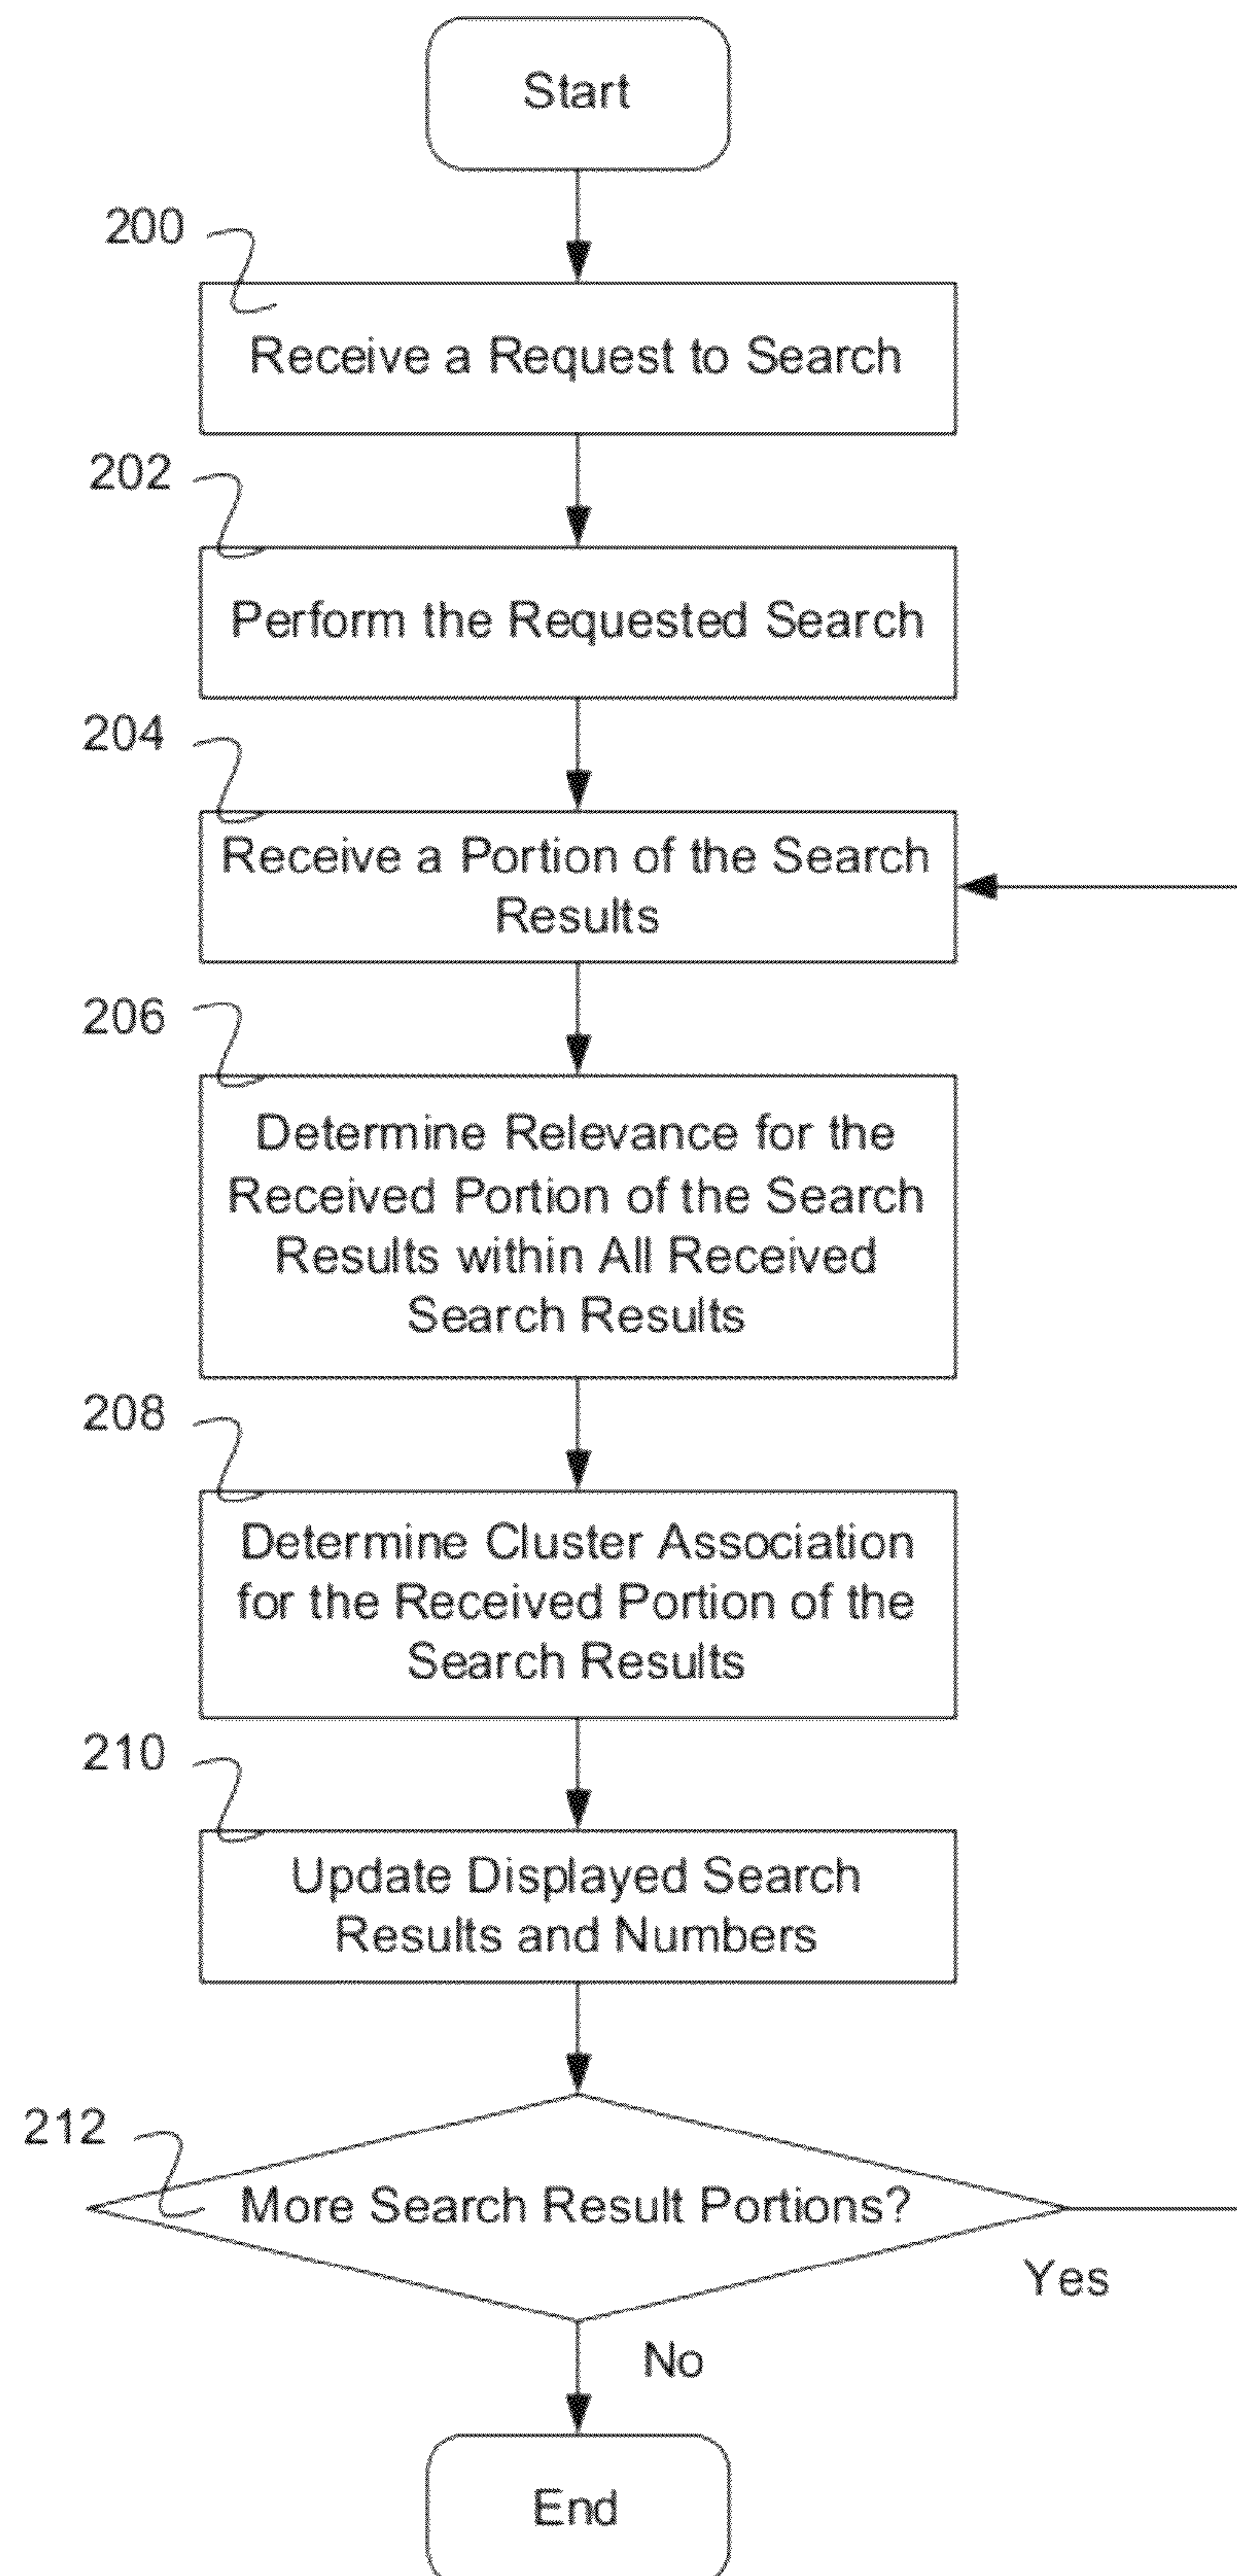 Start
200
Receive a Request to Search
202
Perform the Requested Search
204
Receive a Portion of the Search
Results
206
Determine Relevance for the
Received Portion of the Search
Results within All Received
Search Results
208
Determine Cluster Association
for the Received Portion of the
Search Results
210
Update Displayed Search
Results and Numbers
212
More Search Result Portions?
Yes
No
End